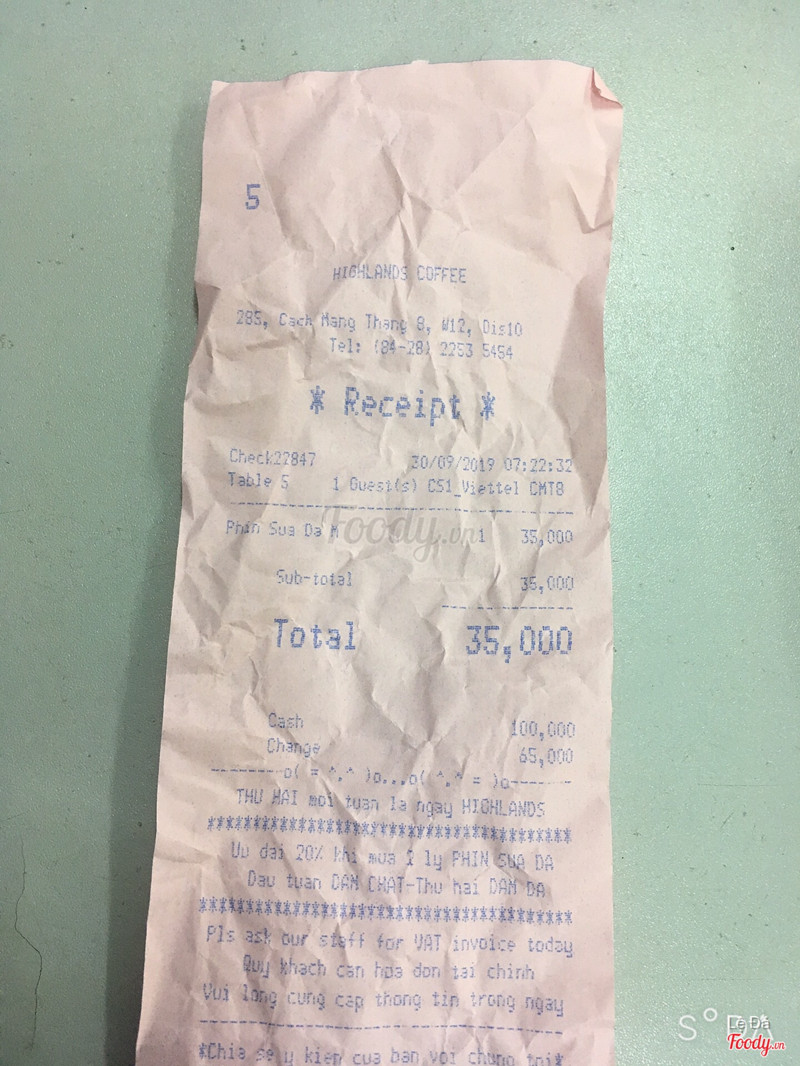 5
HIGHLANDS COFFEE
285, Cach Mang Thang 8, W12, Dis10
Tel: (84-28) 2253 5454
* Receipt *
Check22847 30/09/2019 07:22:32
Table 5 1 Guest(s) CS1_Viettel CMT8
Phin Sua Da M 1 35,000
Foody.vn
Sub-total 35,000
Total 35,000
Cash 100,000
Change 65,000
--------o( = ^.^ )o...o( ^.^ = )o-------
THU HAI moi tuan la ngay HIGHLANDS
****************************************
Uu dai 20% khi mua 2 ly PHIN SUA DA
Dau tuan DAM CHAT-Thu hai DAM DA
****************************************
Pls ask our staff for VAT invoice today
Quy khach can hoa don tai chinh
Vui long cung cap thong tin trong ngay
*Chia se y kien cua ban voi chung toi*
Lê Đa
Foody.vn